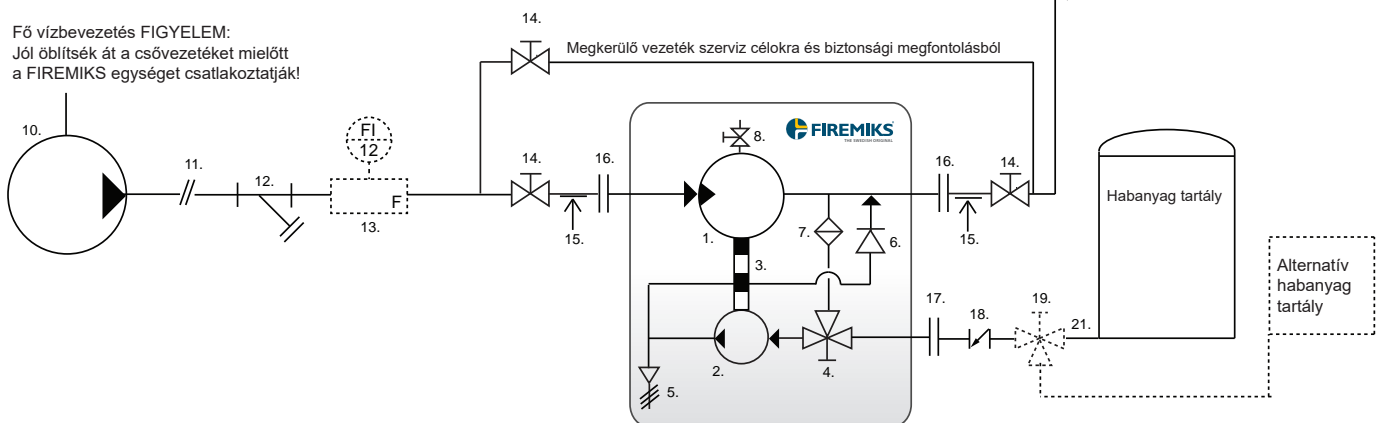 Fő vízbevezetés FIGYELEM:
Jól öblítsék át a csővezetéket mielőtt
a FIREMIKS egységet csatlakoztatják!
14.
Megkerülő vezeték szerviz célokra és biztonsági megfontolásból
10.
11.
12.
FI
12
F
13.
14.
16.
15.
FIREMIKS
THE SWEDISH ORIGINAL
8.
1.
3.
7.
6.
2.
4.
5.
16.
14.
15.
17.
18.
19.
21.
Habanyag tartály
Alternatív
habanyag
tartály